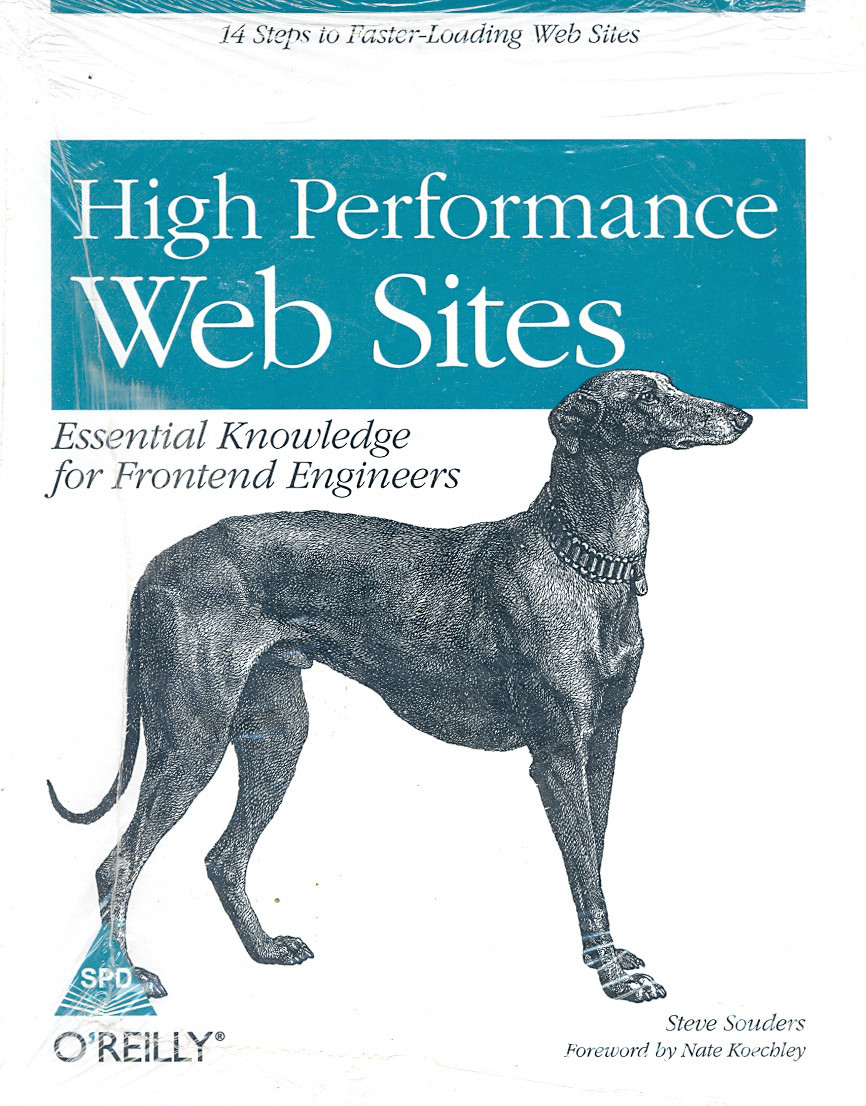 14 Steps to Faster-Loading Web Sites
High Performance
Web Sites
Essential Knowledge
for Frontend Engineers
SPD
O'REILLY®
Steve Souders
Foreword by Nate Koechley